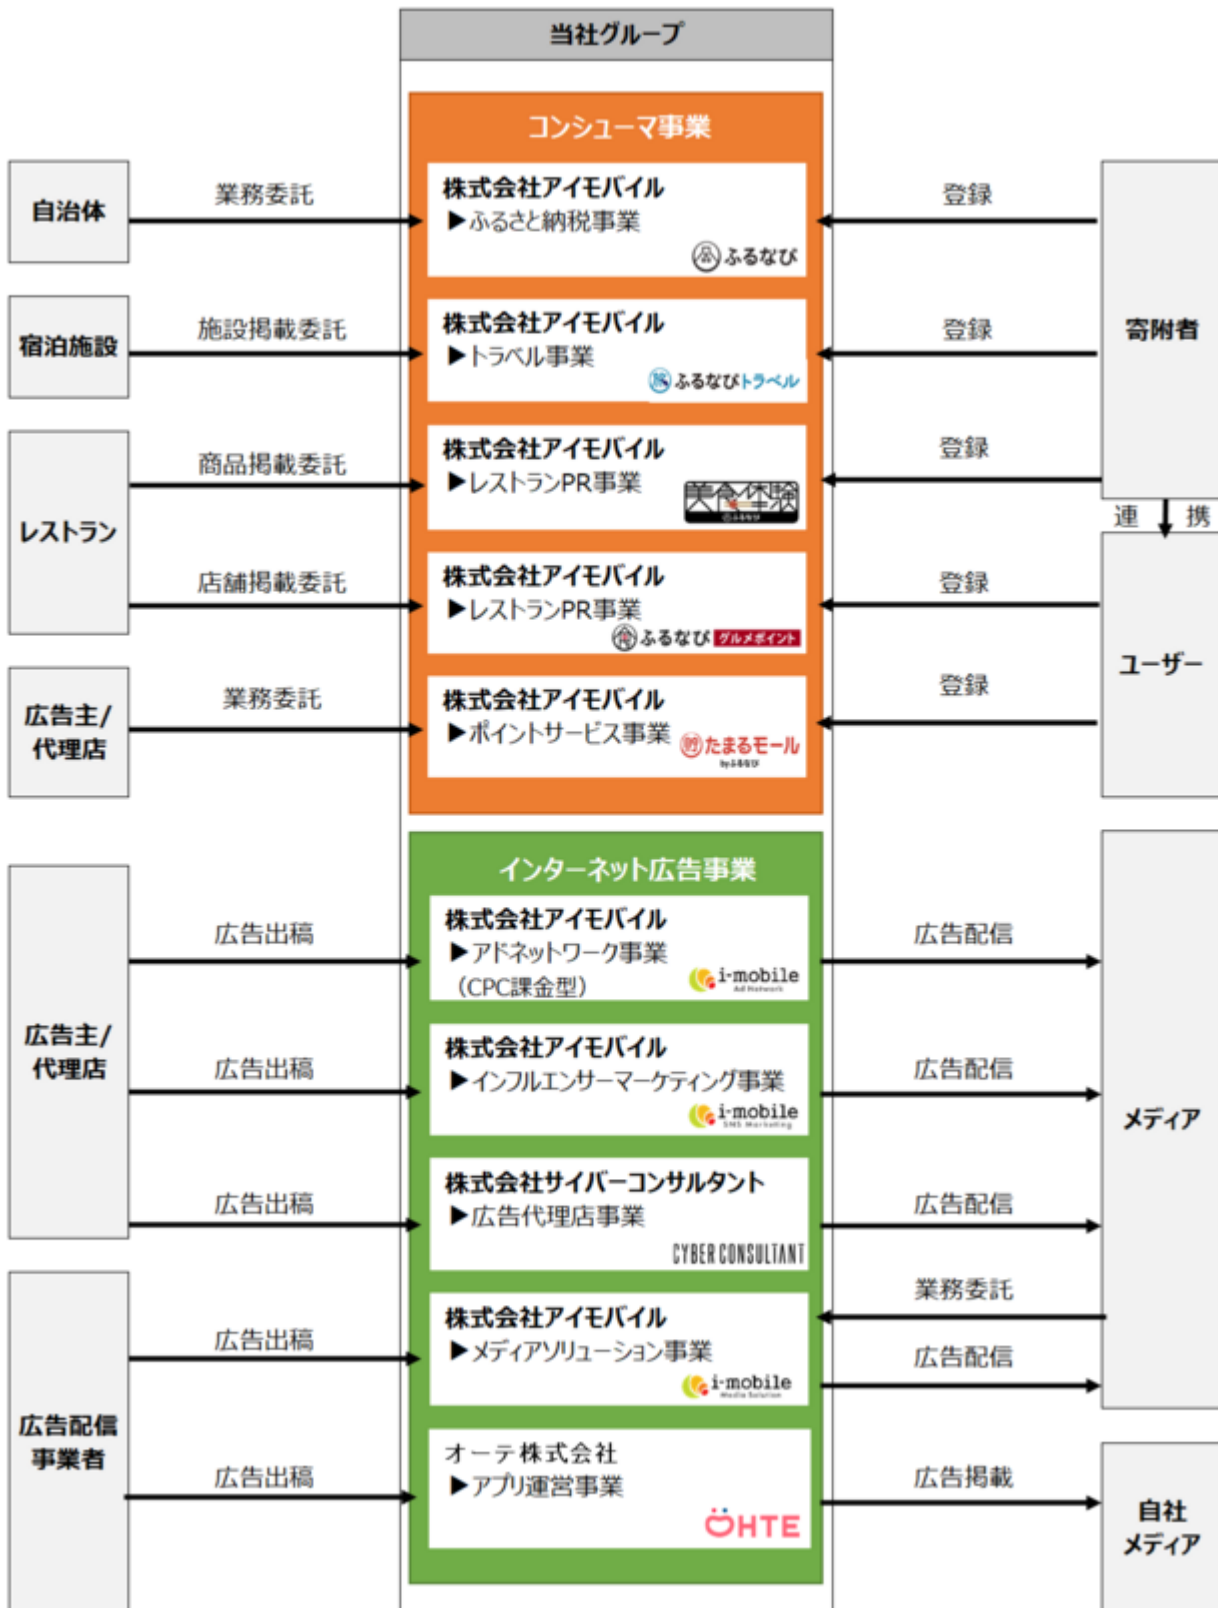 当社グループ
コンシューマ事業
自治体
業務委託
株式会社アイモバイル
▶ふるさと納税事業
ふるなび
登録
寄附者
宿泊施設
施設掲載委託
株式会社アイモバイル
▶トラベル事業
ふるなびトラベル
登録
レストラン
商品掲載委託
株式会社アイモバイル
▶レストランPR事業
美食体験
ふるなび
登録
連携
店舗掲載委託
株式会社アイモバイル
▶レストランPR事業
ふるなび グルメポイント
登録
ユーザー
広告主/
代理店
業務委託
株式会社アイモバイル
▶ポイントサービス事業
たまるモール
byふるなび
登録
インターネット広告事業
広告主/
代理店
広告出稿
株式会社アイモバイル
▶アドネットワーク事業
（CPC課金型）
i-mobile
Ad Network
広告配信
メディア
広告出稿
株式会社アイモバイル
▶インフルエンサーマーケティング事業
i-mobile
SNS Marketing
広告配信
広告出稿
株式会社サイバーコンサルタント
▶広告代理店事業
CYBER CONSULTANT
広告配信
広告配信
事業者
広告出稿
株式会社アイモバイル
▶メディアソリューション事業
i-mobile
Media Solution
業務委託
広告配信
広告出稿
オーテ株式会社
▶アプリ運営事業
OHTE
広告掲載
自社
メディア